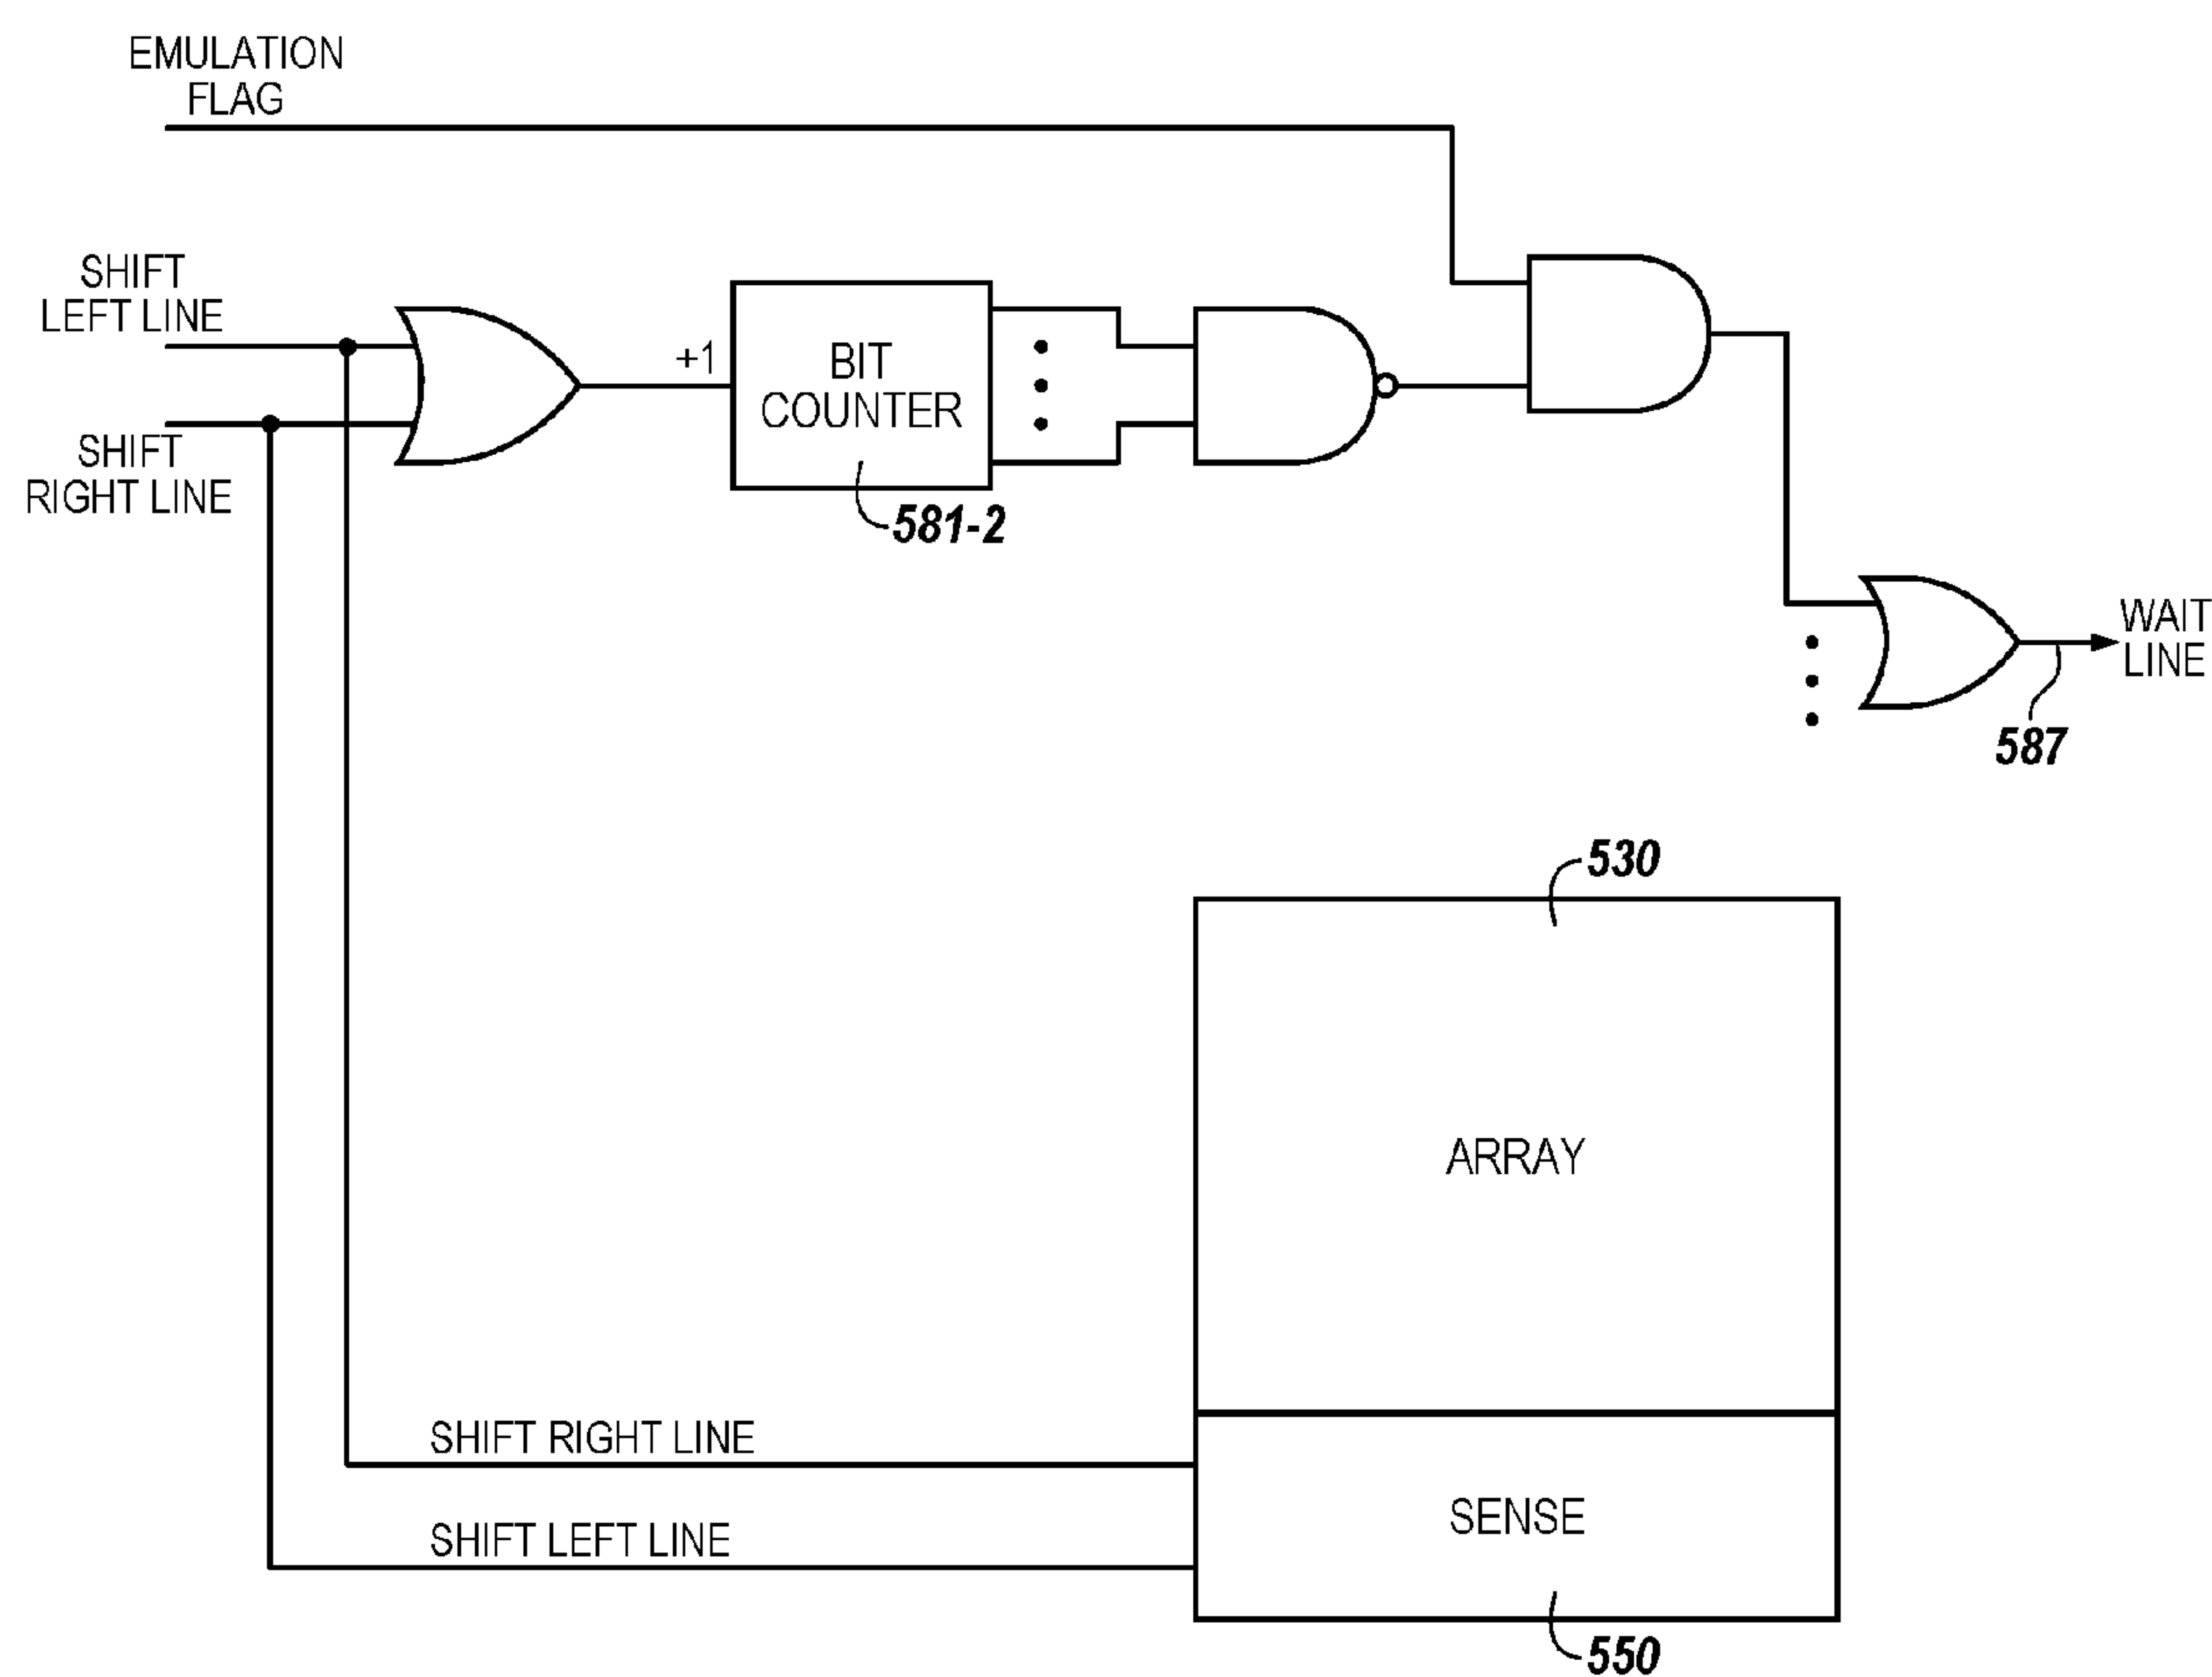 EMULATION
FLAG
SHIFT
LEFT LINE
SHIFT
RIGHT LINE
+1
BIT
COUNTER
581-2
WAIT
LINE
587
530
ARRAY
SHIFT RIGHT LINE
SENSE
SHIFT LEFT LINE
550